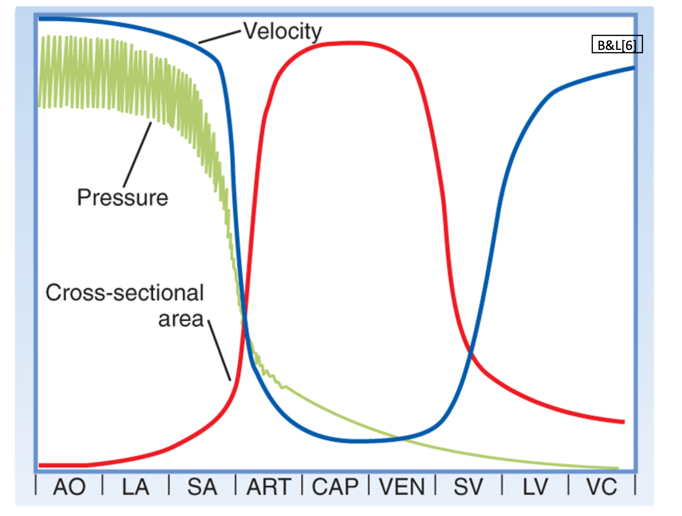 Velocity
B&L[6]
Pressure
Cross-sectional
area
AO LA SA ART CAP VEN SV LV VC